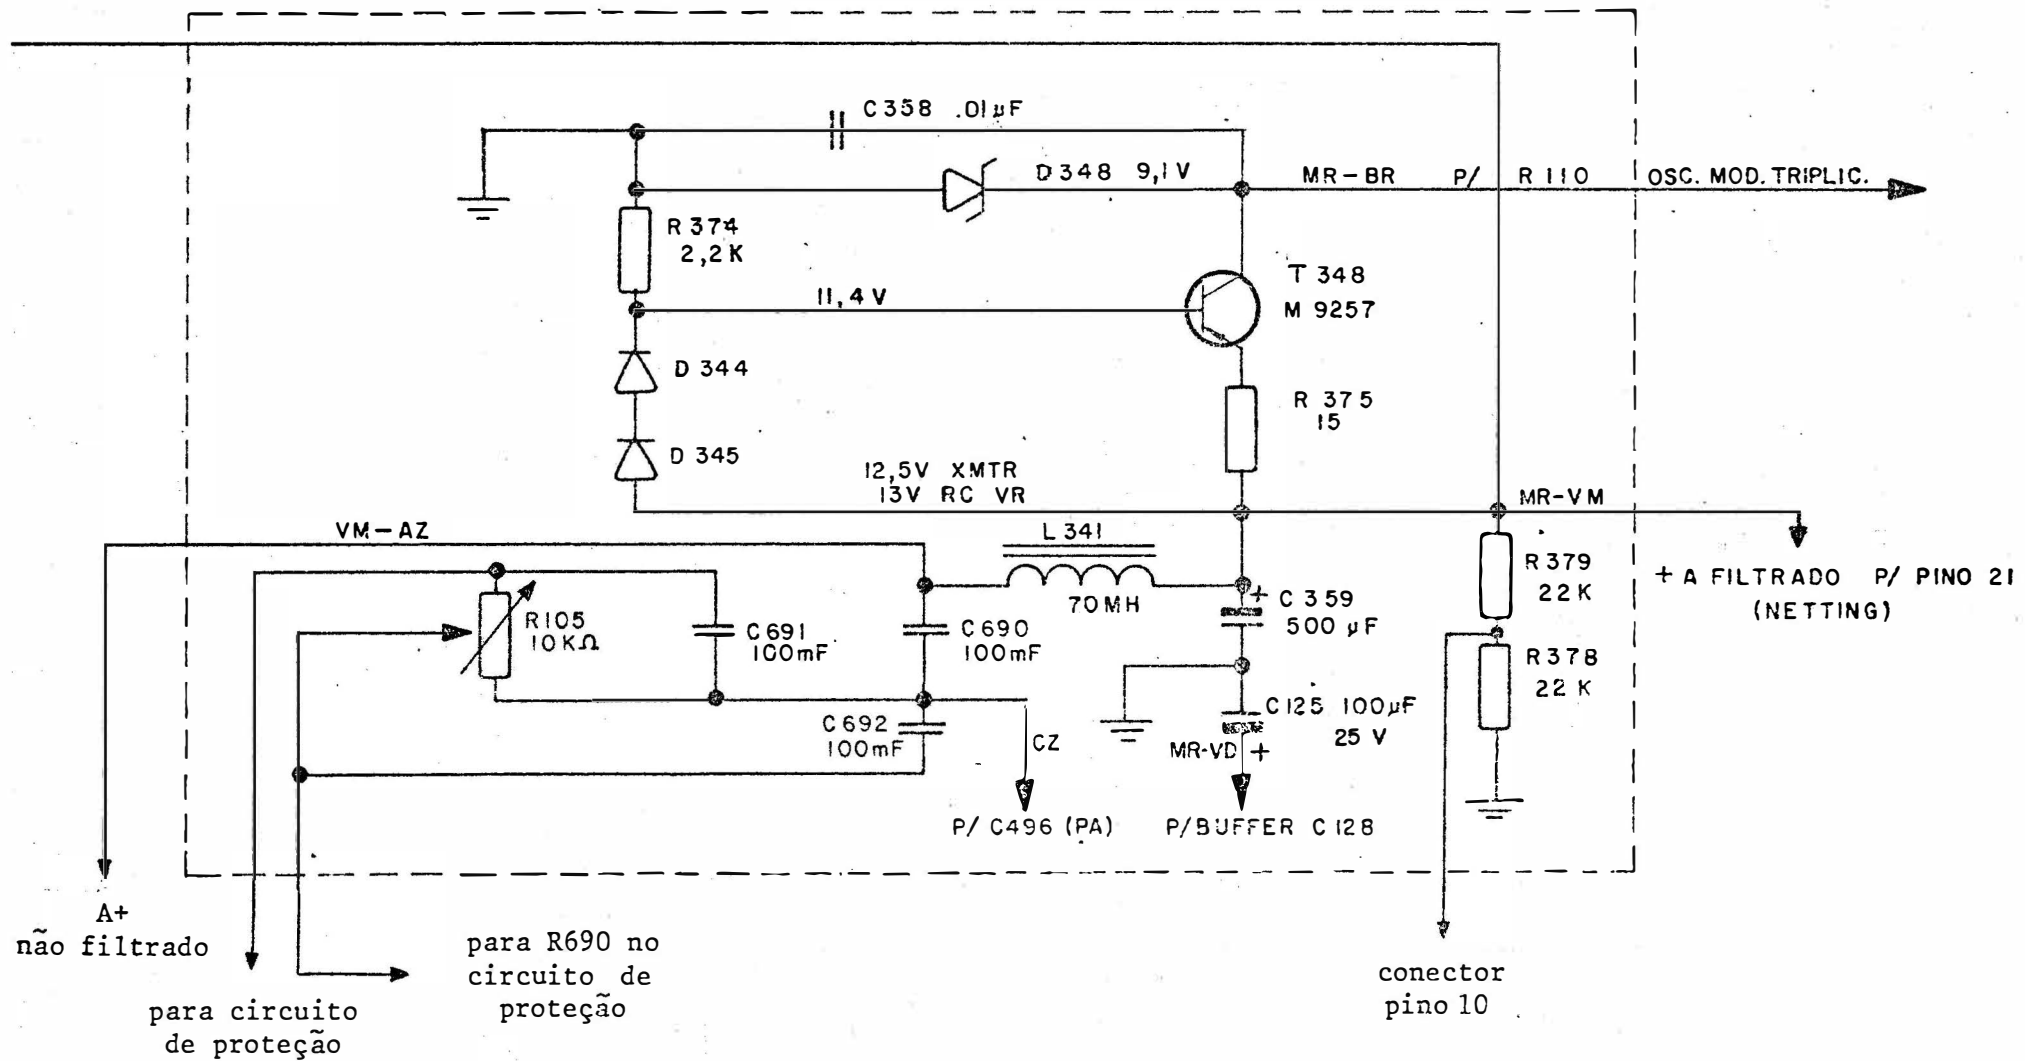 C358 .01µF
D348 9,1V
MR-BR P/ R110 OSC. MOD. TRIPLIC.
R374
2,2K
11,4V
T 348
M 9257
D 344
D 345
R 375
15
12,5V XMTR
13V RC VR
MR-VM
VM-AZ
L341
70MH
R105
10KΩ
C691
100mF
C690
100mF
C 359
500 µF
+
R379
22K
+ A FILTRADO P/ PINO 21
(NETTING)
R378
22 K
C692
100mF
CZ
C125 100µF
25 V
MR-VD +
P/ C496 (PA)
P/BUFFER C128
A+
não filtrado
para circuito
de proteção
para R690 no
circuito de
proteção
conector
pino 10